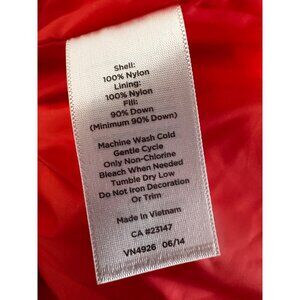 Shell:
100% Nylon
Lining:
100% Nylon
Fill:
90% Down
(Minimum 90% Down)
Machine Wash Cold
Gentle Cycle
Only Non-Chlorine
Bleach When Needed
Tumble Dry Low
Do Not Iron Decoration
Or Trim
Made In Vietnam
CA #23147
VN4926 06/14